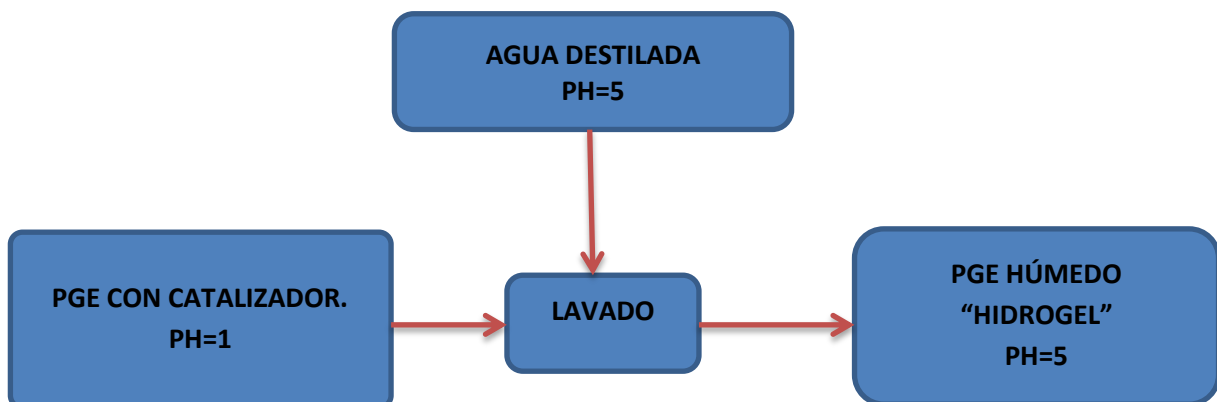 AGUA DESTILADA
PH=5
PGE CON CATALIZADOR.
PH=1
LAVADO
PGE HÚMEDO
“HIDROGEL”
PH=5